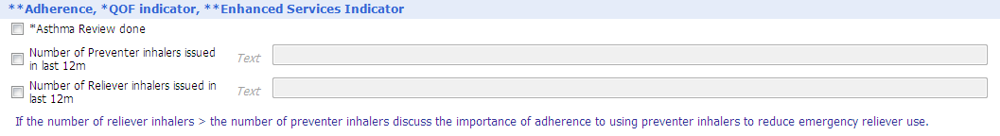 **Adherence, *QOF indicator, **Enhanced Services Indicator
*Asthma Review done
Number of Preventer inhalers issued
in last 12m
Text
Number of Reliever inhalers issued in
last 12m
Text
If the number of reliever inhalers > the number of preventer inhalers discuss the importance of adherence to using preventer inhalers to reduce emergency reliever use.